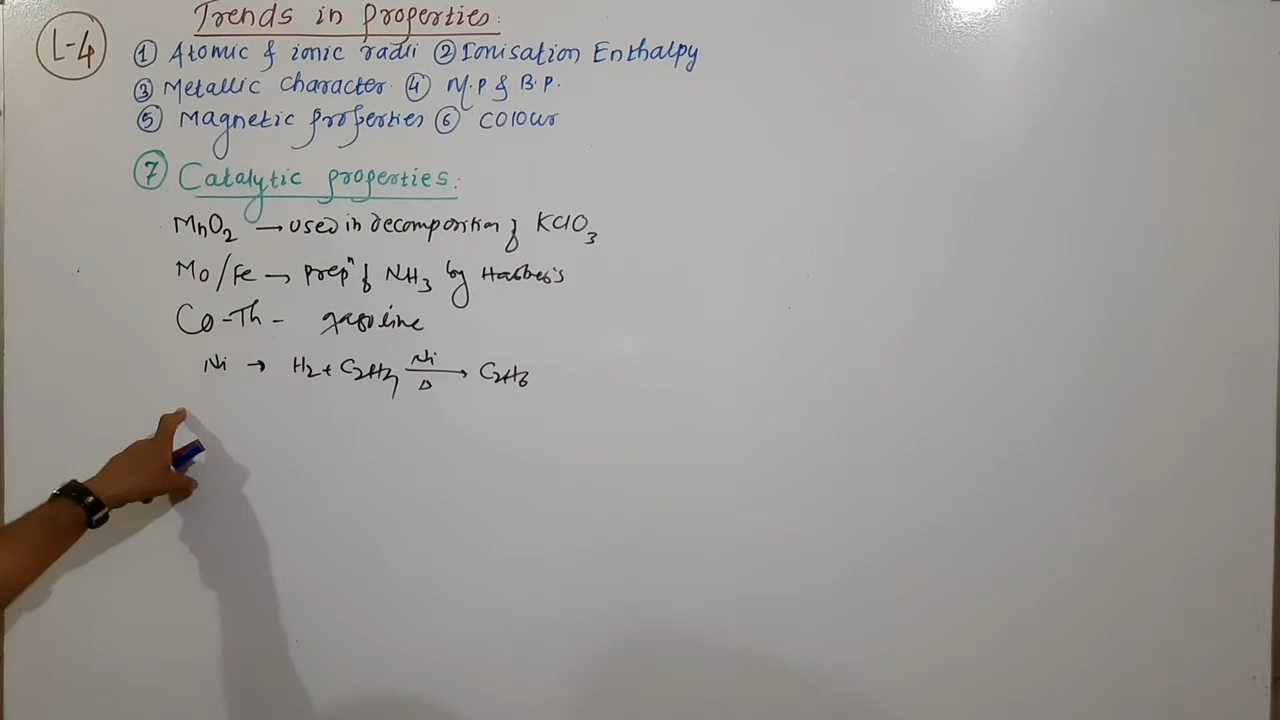 Trends in properties:
L-4
① Atomic & ionic radii ② Ionisation Enthalpy
③ Metallic character ④ M.P & B.P.
⑤ Magnetic properties ⑥ Colour
⑦ Catalytic properties:
MnO₂ → used in decomposition of KClO₃
Mo/Fe → prepⁿ of NH₃ by Haber's
Co-Th - gasoline
Ni → H₂ + C₂H₄ Ni/Δ → C₂H₆